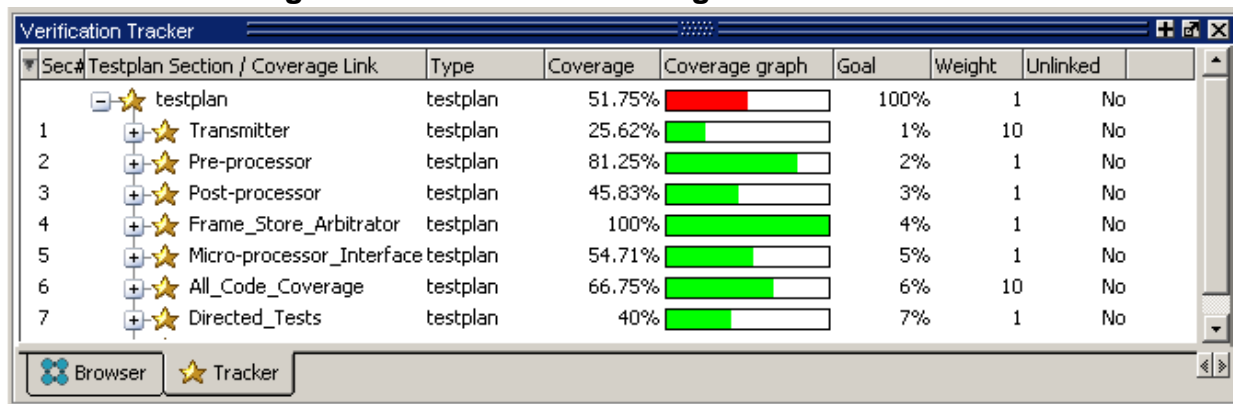 Verification Tracker
Sec# Testplan Section / Coverage Link Type Coverage Coverage graph Goal Weight Unlinked
testplan testplan 51.75% 100% 1 No
1 Transmitter testplan 25.62% 1% 10 No
2 Pre-processor testplan 81.25% 2% 1 No
3 Post-processor testplan 45.83% 3% 1 No
4 Frame_Store_Arbitrator testplan 100% 4% 1 No
5 Micro-processor_Interface testplan 54.71% 5% 1 No
6 All_Code_Coverage testplan 66.75% 6% 10 No
7 Directed_Tests testplan 40% 7% 1 No
Browser Tracker